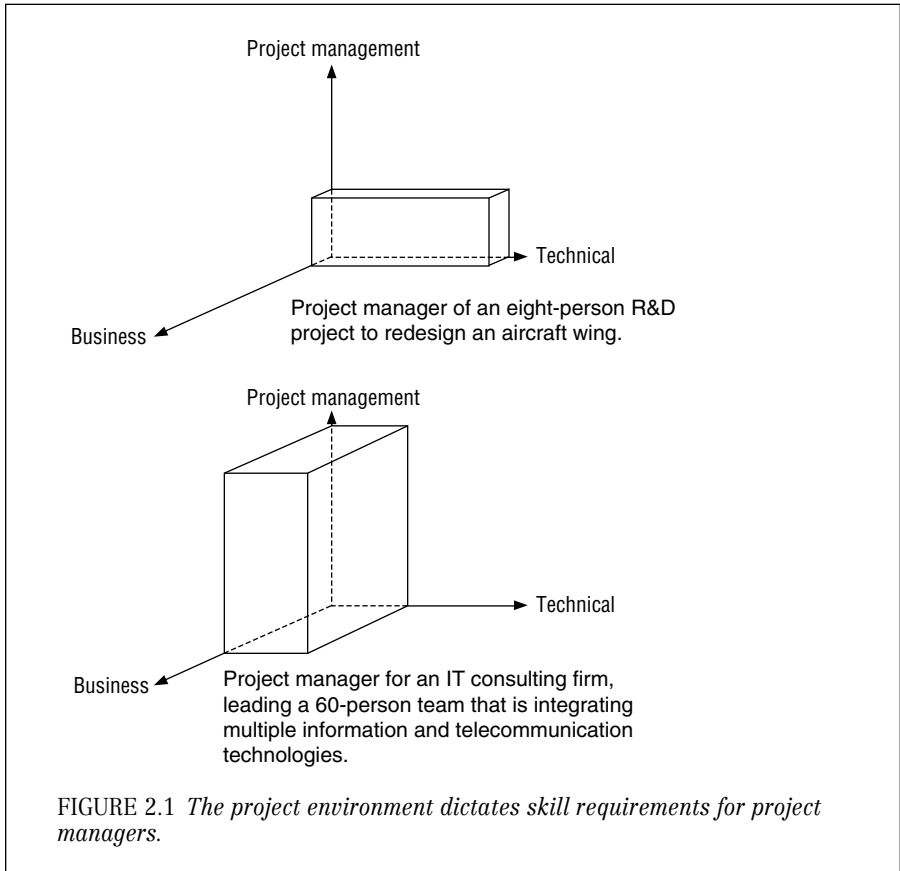 Project management
Technical
Business
Project manager of an eight-person R&D
project to redesign an aircraft wing.
Project management
Technical
Business
Project manager for an IT consulting firm,
leading a 60-person team that is integrating
multiple information and telecommunication
technologies.
FIGURE 2.1 The project environment dictates skill requirements for project
managers.